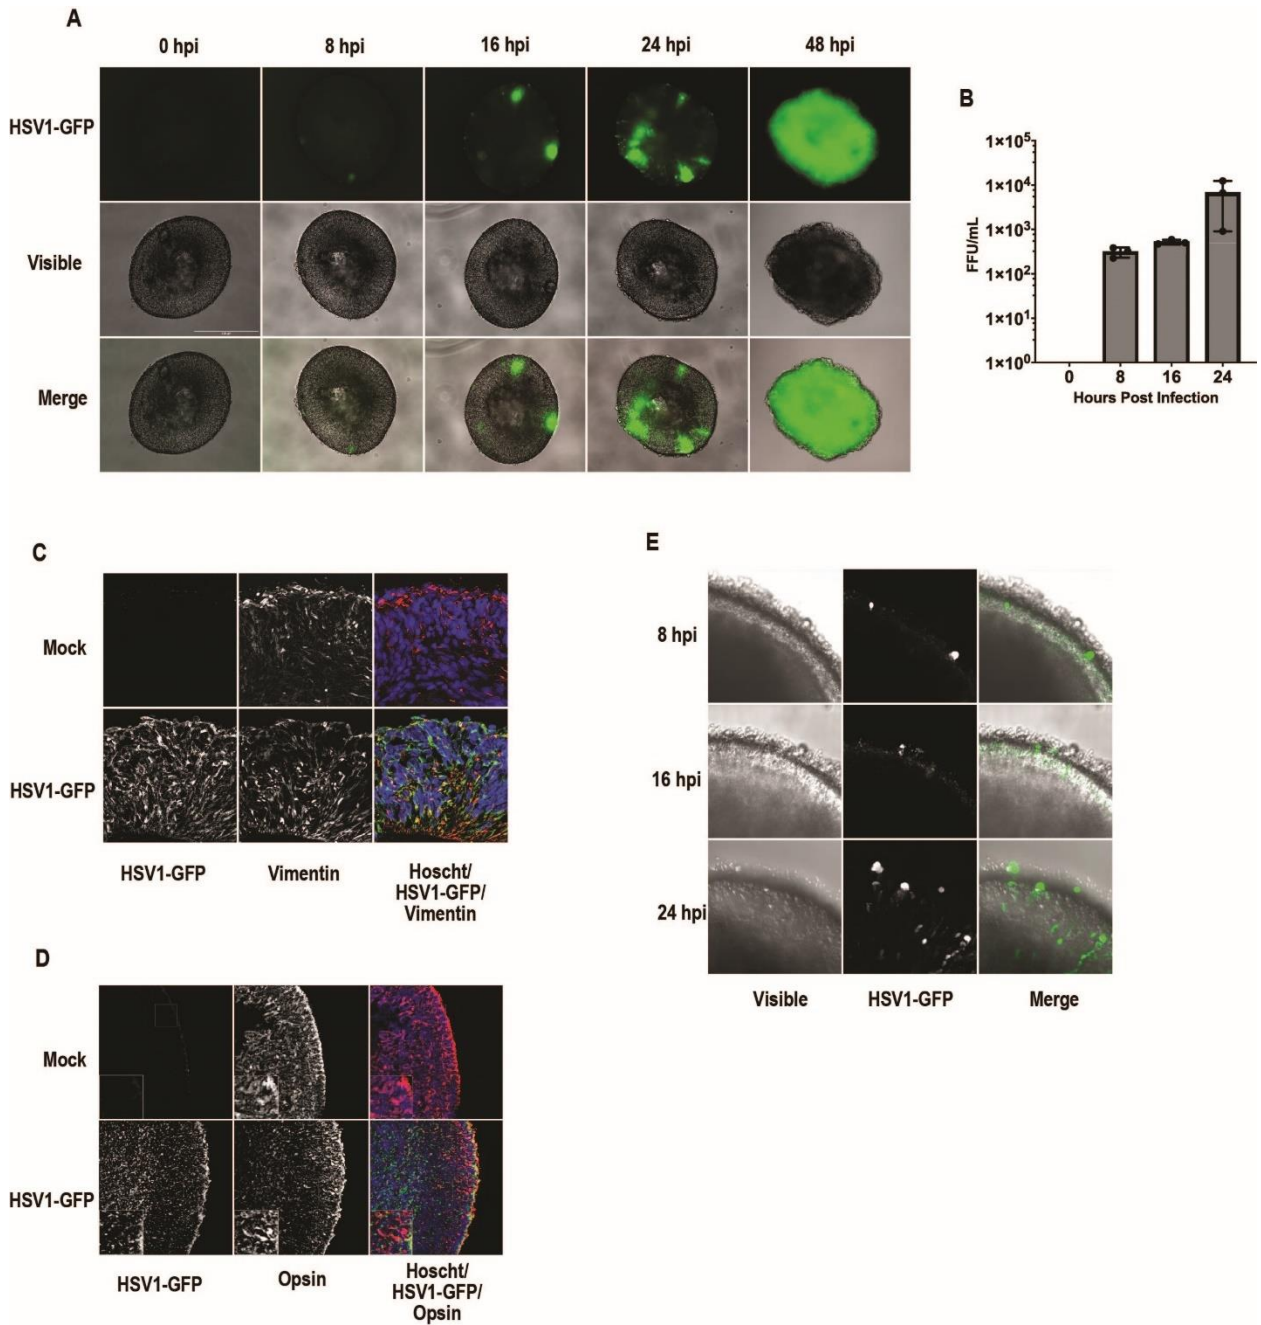 A
0 hpi
8 hpi
16 hpi
24 hpi
48 hpi
HSV1-GFP
Visible
Merge
B
1×10⁵
1×10⁴
1×10³
1×10²
1×10¹
1×10⁰
FFU/mL
0
8
16
24
Hours Post Infection
C
Mock
HSV1-GFP
HSV1-GFP
Vimentin
Hoscht/
HSV1-GFP/
Vimentin
D
Mock
HSV1-GFP
HSV1-GFP
Opsin
Hoscht/
HSV1-GFP/
Opsin
E
8 hpi
16 hpi
24 hpi
Visible
HSV1-GFP
Merge